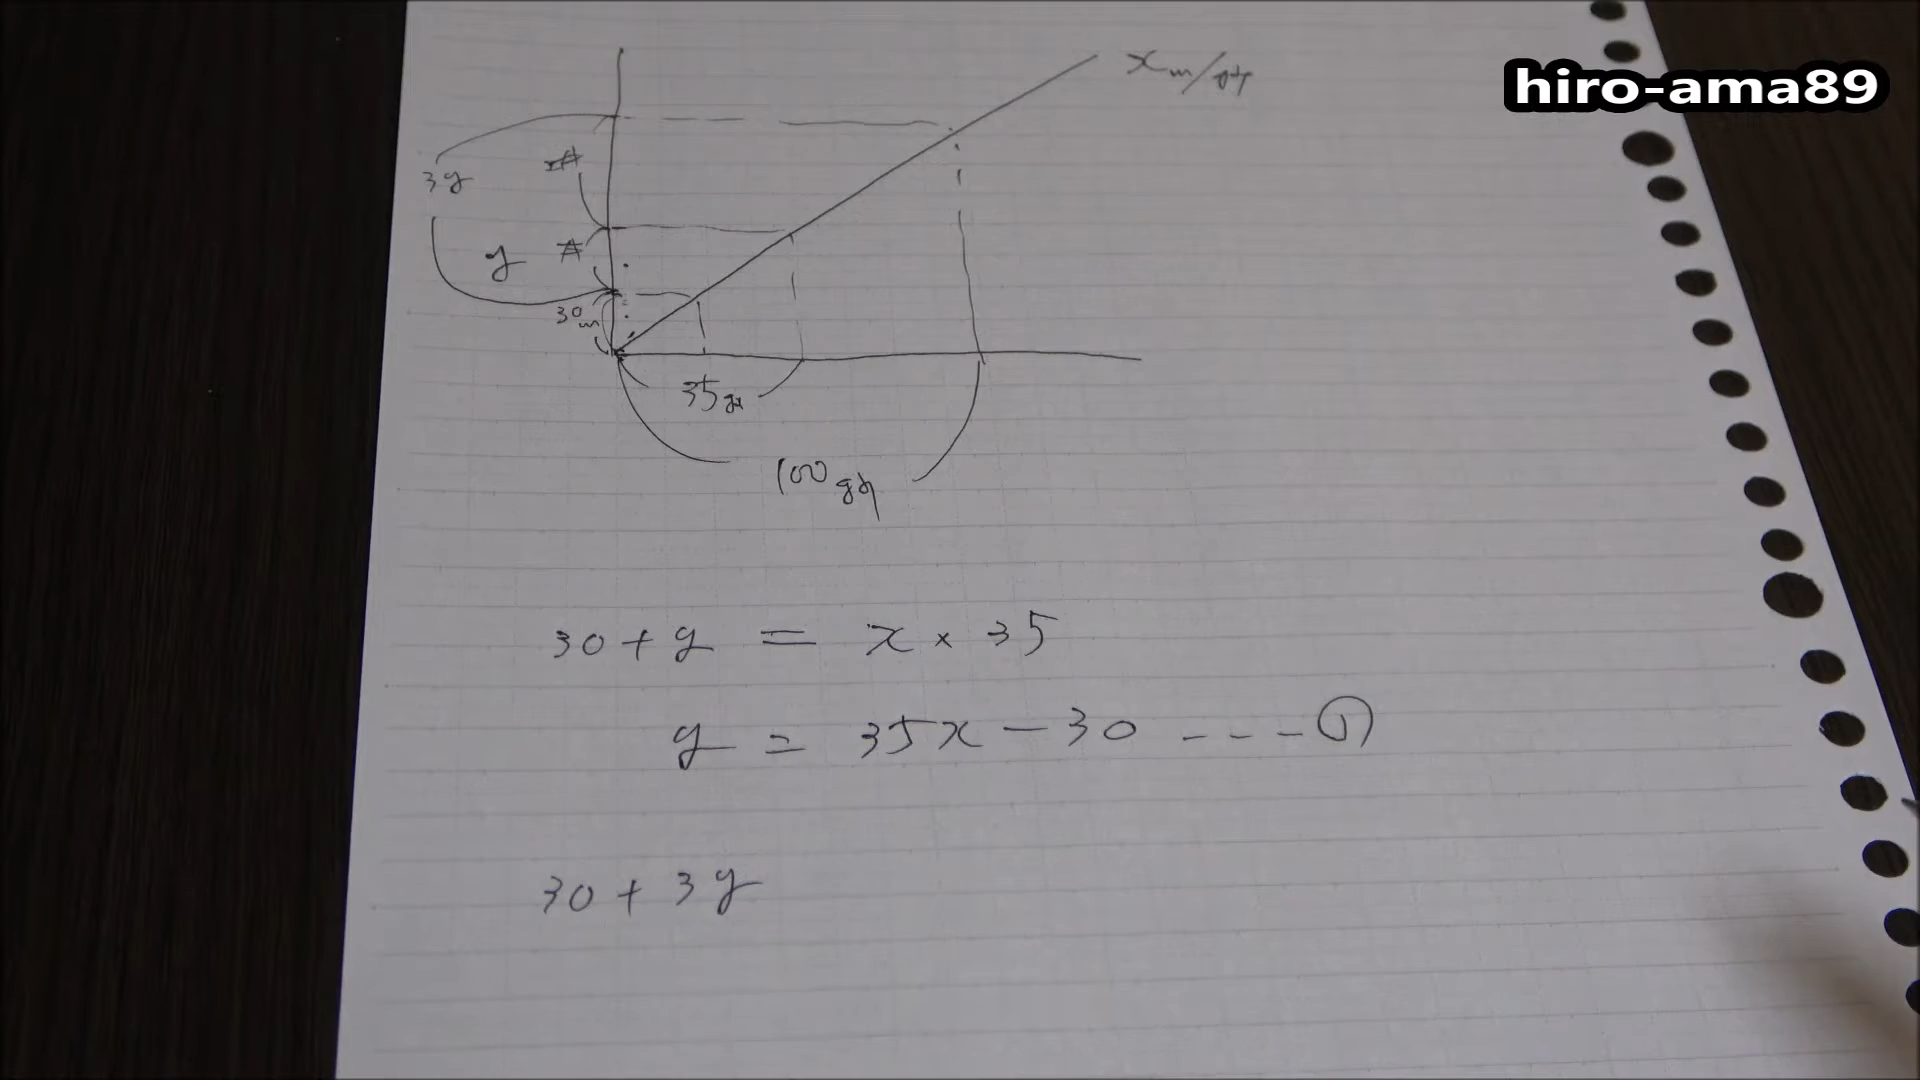 hiro-ama89
x m/分
3y
y
30m
35分
100分
30 + y = x × 35
y = 35x - 30 --- ①
30 + 3y